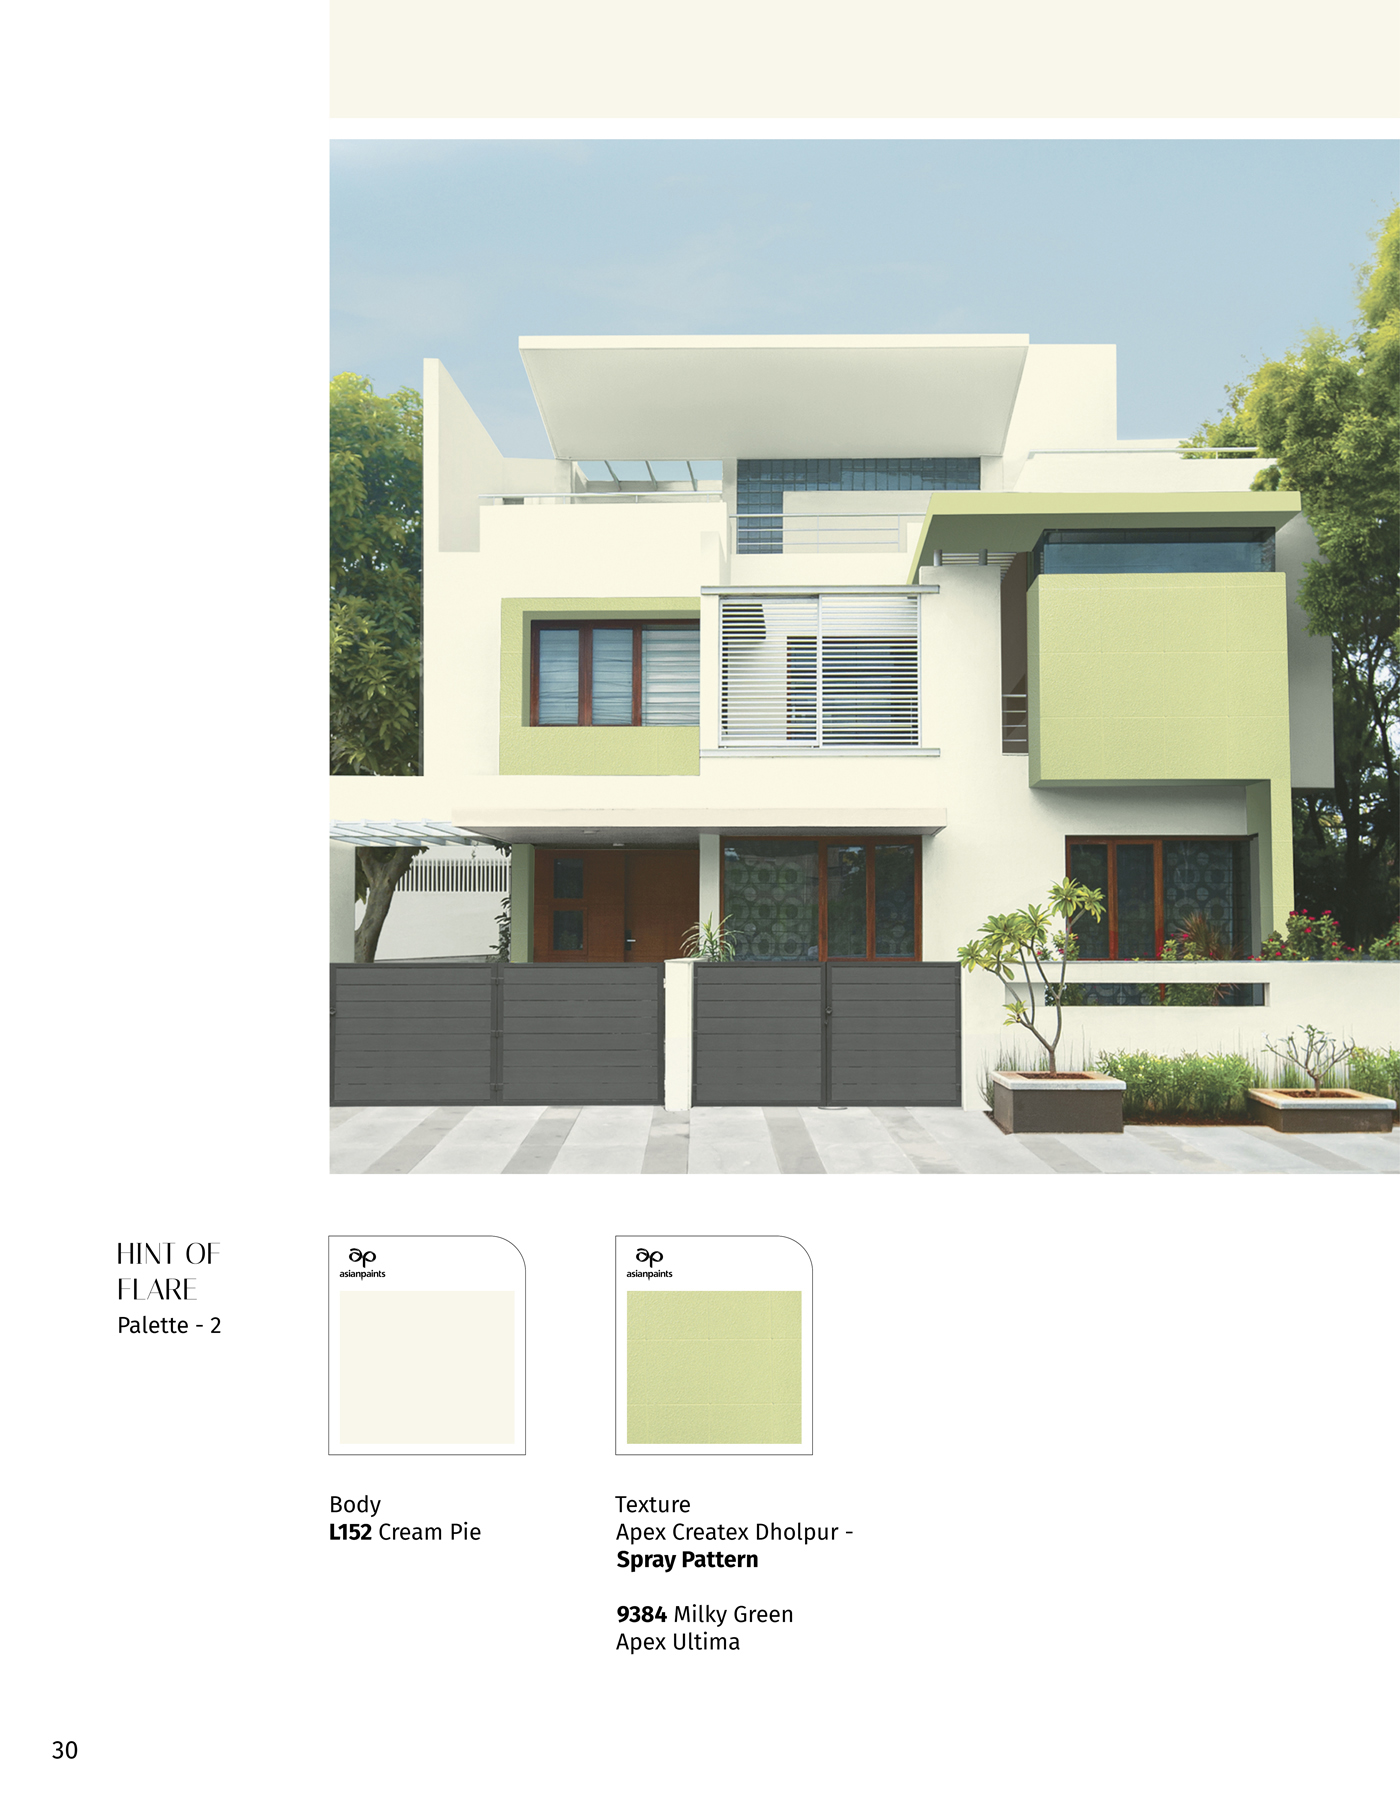 HINT OF
FLARE
Palette - 2
asianpaints
asianpaints
Body
L152 Cream Pie
Texture
Apex Createx Dholpur -
Spray Pattern
9384 Milky Green
Apex Ultima
30